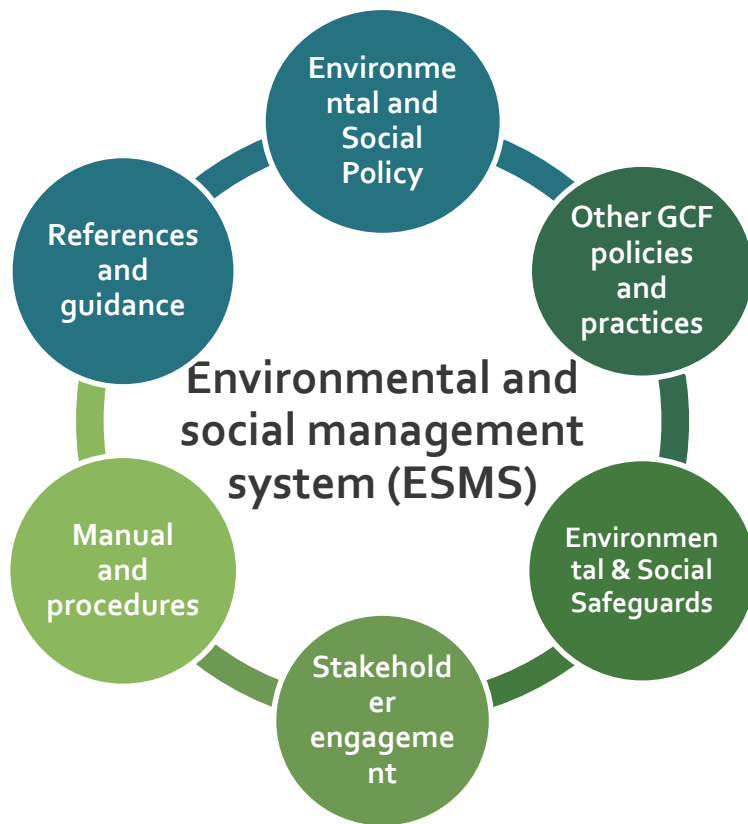 Environme
ntal and
Social
Policy
Other GCF
policies
and
practices
Environmen
tal & Social
Safeguards
Stakehold
er
engageme
nt
Manual
and
procedures
References
and
guidance
Environmental and
social management
system (ESMS)